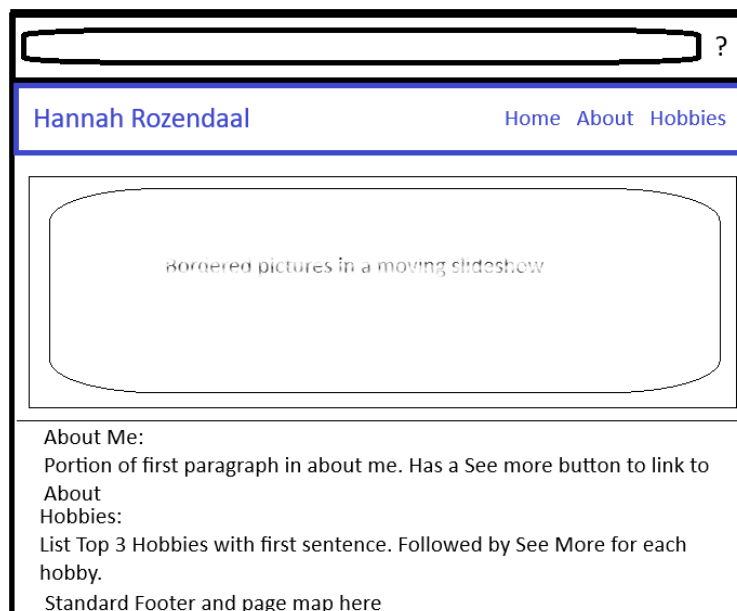 ?
Hannah Rozendaal Home About Hobbies
Bordered pictures in a moving slideshow
About Me:
Portion of first paragraph in about me. Has a See more button to link to
About
Hobbies:
List Top 3 Hobbies with first sentence. Followed by See More for each
hobby.
Standard Footer and page map here